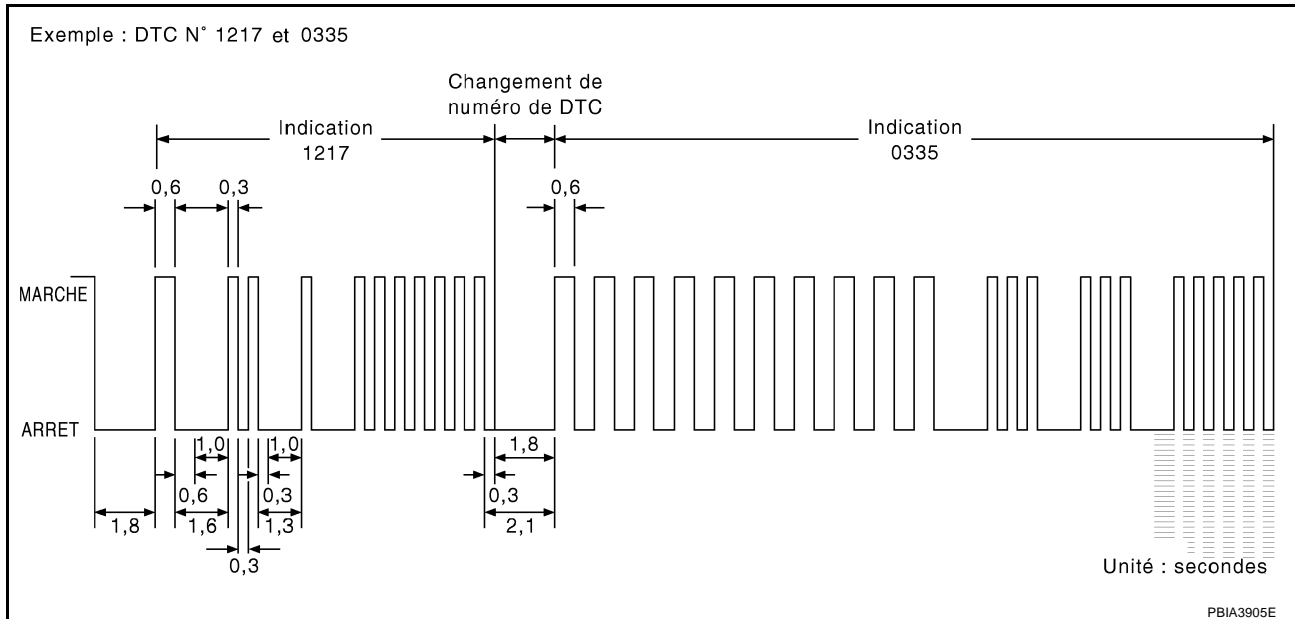 Exemple : DTC N° 1217 et 0335
Changement de
numéro de DTC
Indication
1217
Indication
0335
0,6
0,3
0,6
MARCHE
ARRET
1,0
1,0
1,8
0,6
0,3
0,3
1,8
1,6
1,3
2,1
0,3
Unité : secondes
PBIA3905E